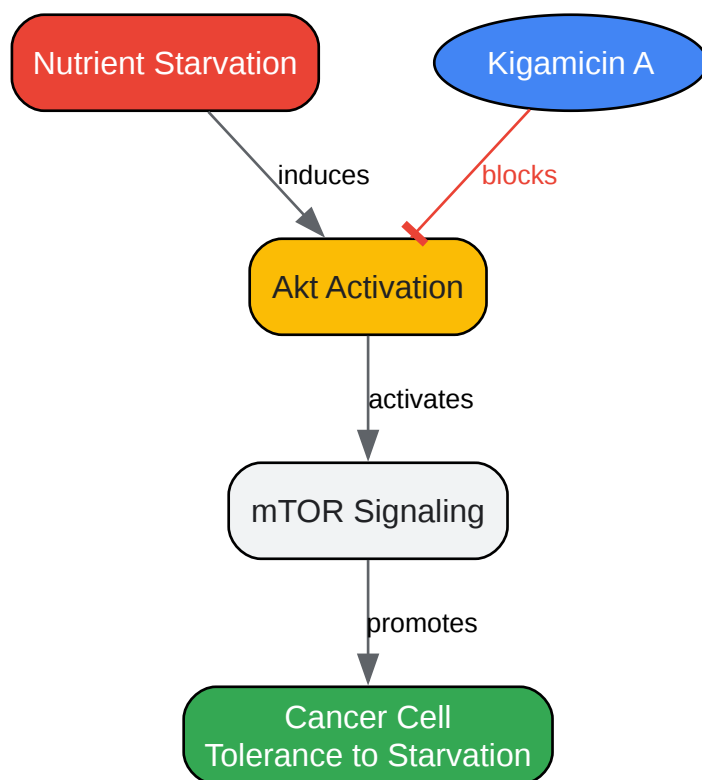 Nutrient Starvation
Kigamicin A
induces
blocks
Akt Activation
activates
mTOR Signaling
promotes
Cancer Cell
Tolerance to Starvation